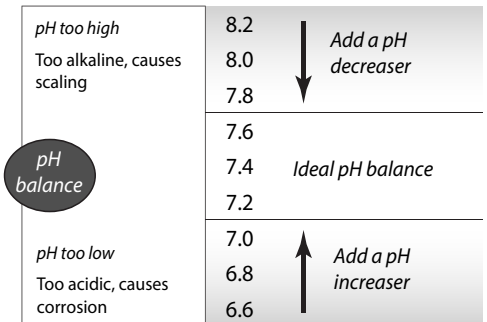 pH too high
Too alkaline, causes
scaling
pH
balance
pH too low
Too acidic, causes
corrosion
8.2
8.0
7.8
7.6
7.4
7.2
7.0
6.8
6.6
Add a pH
decreaser
Ideal pH balance
Add a pH
increaser